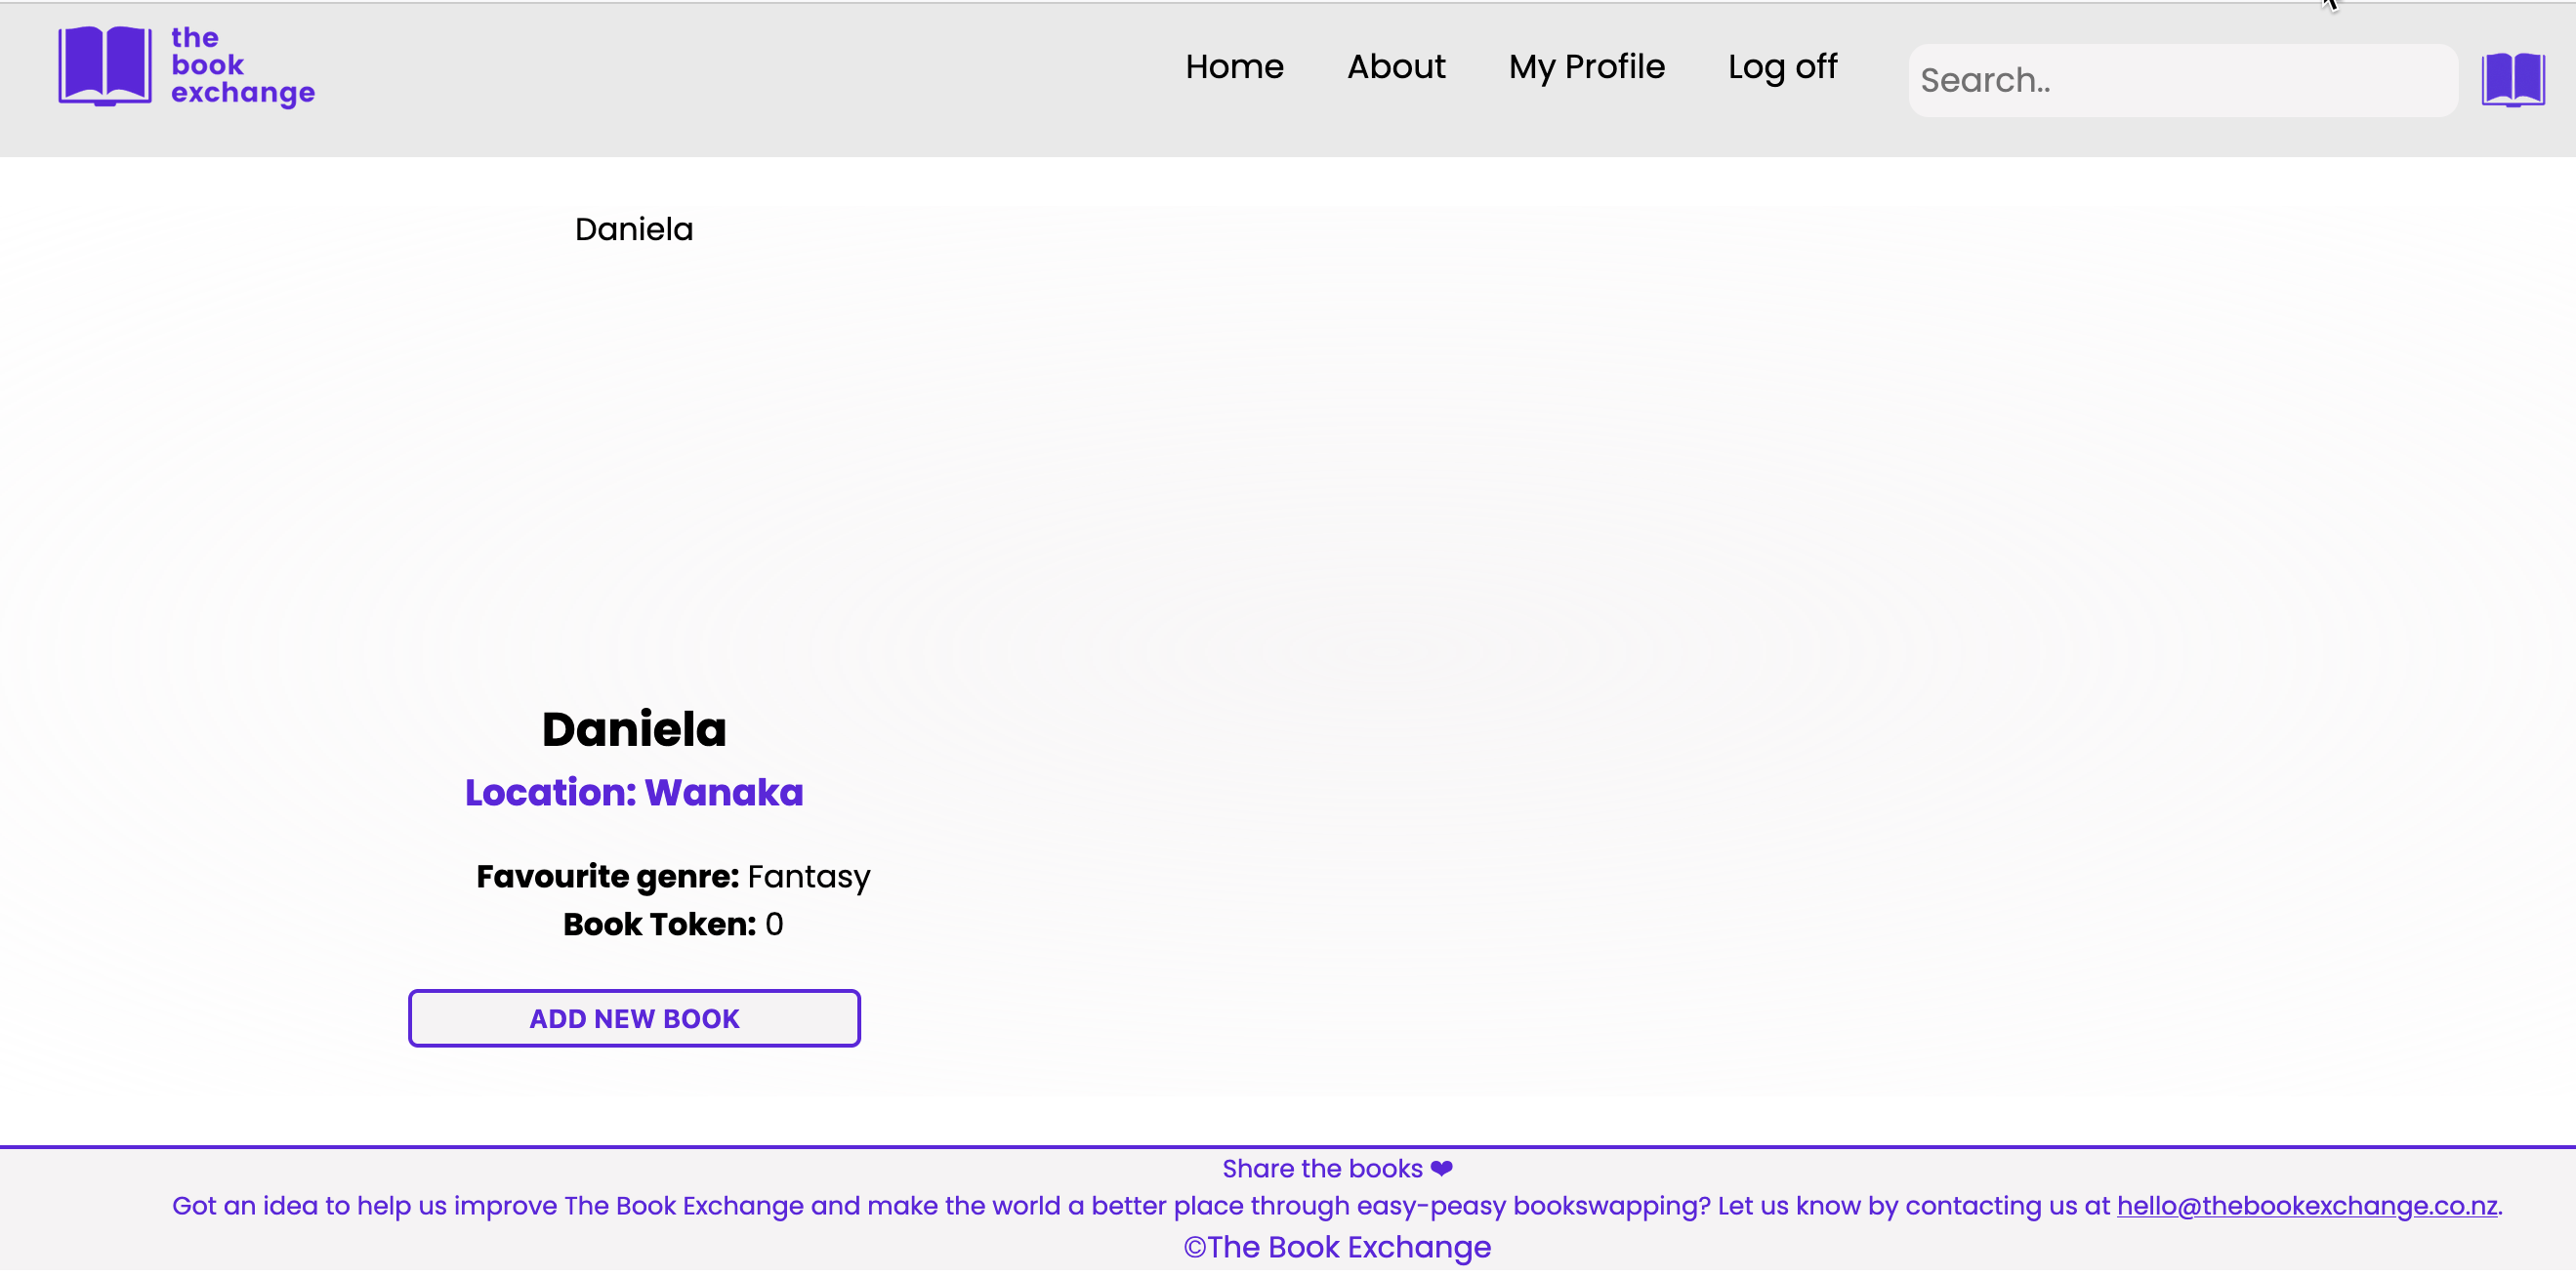 the
book
exchange
Home About My Profile Log off Search..
Daniela
Daniela
Location: Wanaka
Favourite genre: Fantasy
Book Token: 0
ADD NEW BOOK
Share the books ❤
Got an idea to help us improve The Book Exchange and make the world a better place through easy-peasy bookswapping? Let us know by contacting us at hello@thebookexchange.co.nz.
©The Book Exchange